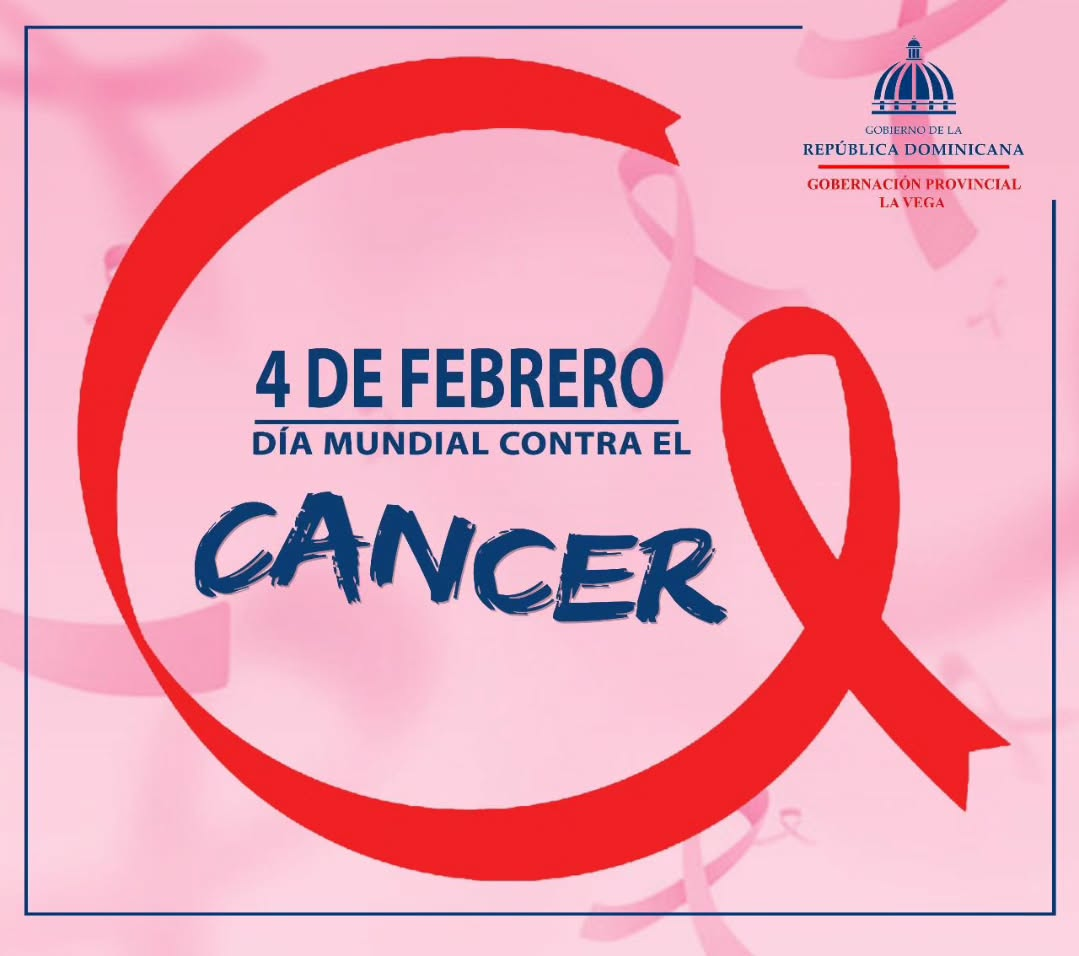 GOBIERNO DE LA
REPÚBLICA DOMINICANA
GOBERNACIÓN PROVINCIAL
LA VEGA
4 DE FEBRERO
DÍA MUNDIAL CONTRA EL
CANCER